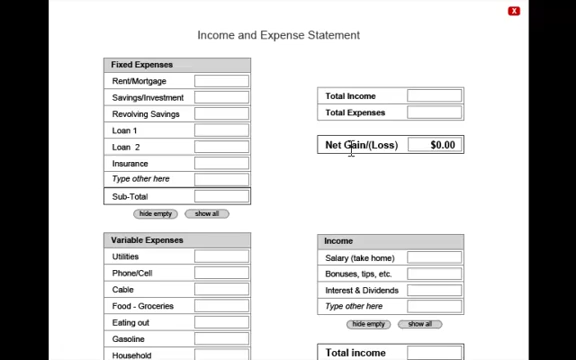 X
Income and Expense Statement
Fixed Expenses
Rent/Mortgage
Savings/Investment
Revolving Savings
Loan 1
Loan 2
Insurance
Type other here
Sub-Total
hide empty show all
Variable Expenses
Utilities
Phone/Cell
Cable
Food - Groceries
Eating out
Gasoline
Household
Total Income
Total Expenses
Net Gain/(Loss) $0.00
Income
Salary (take home)
Bonuses, tips, etc.
Interest & Dividends
Type other here
hide empty show all
Total income